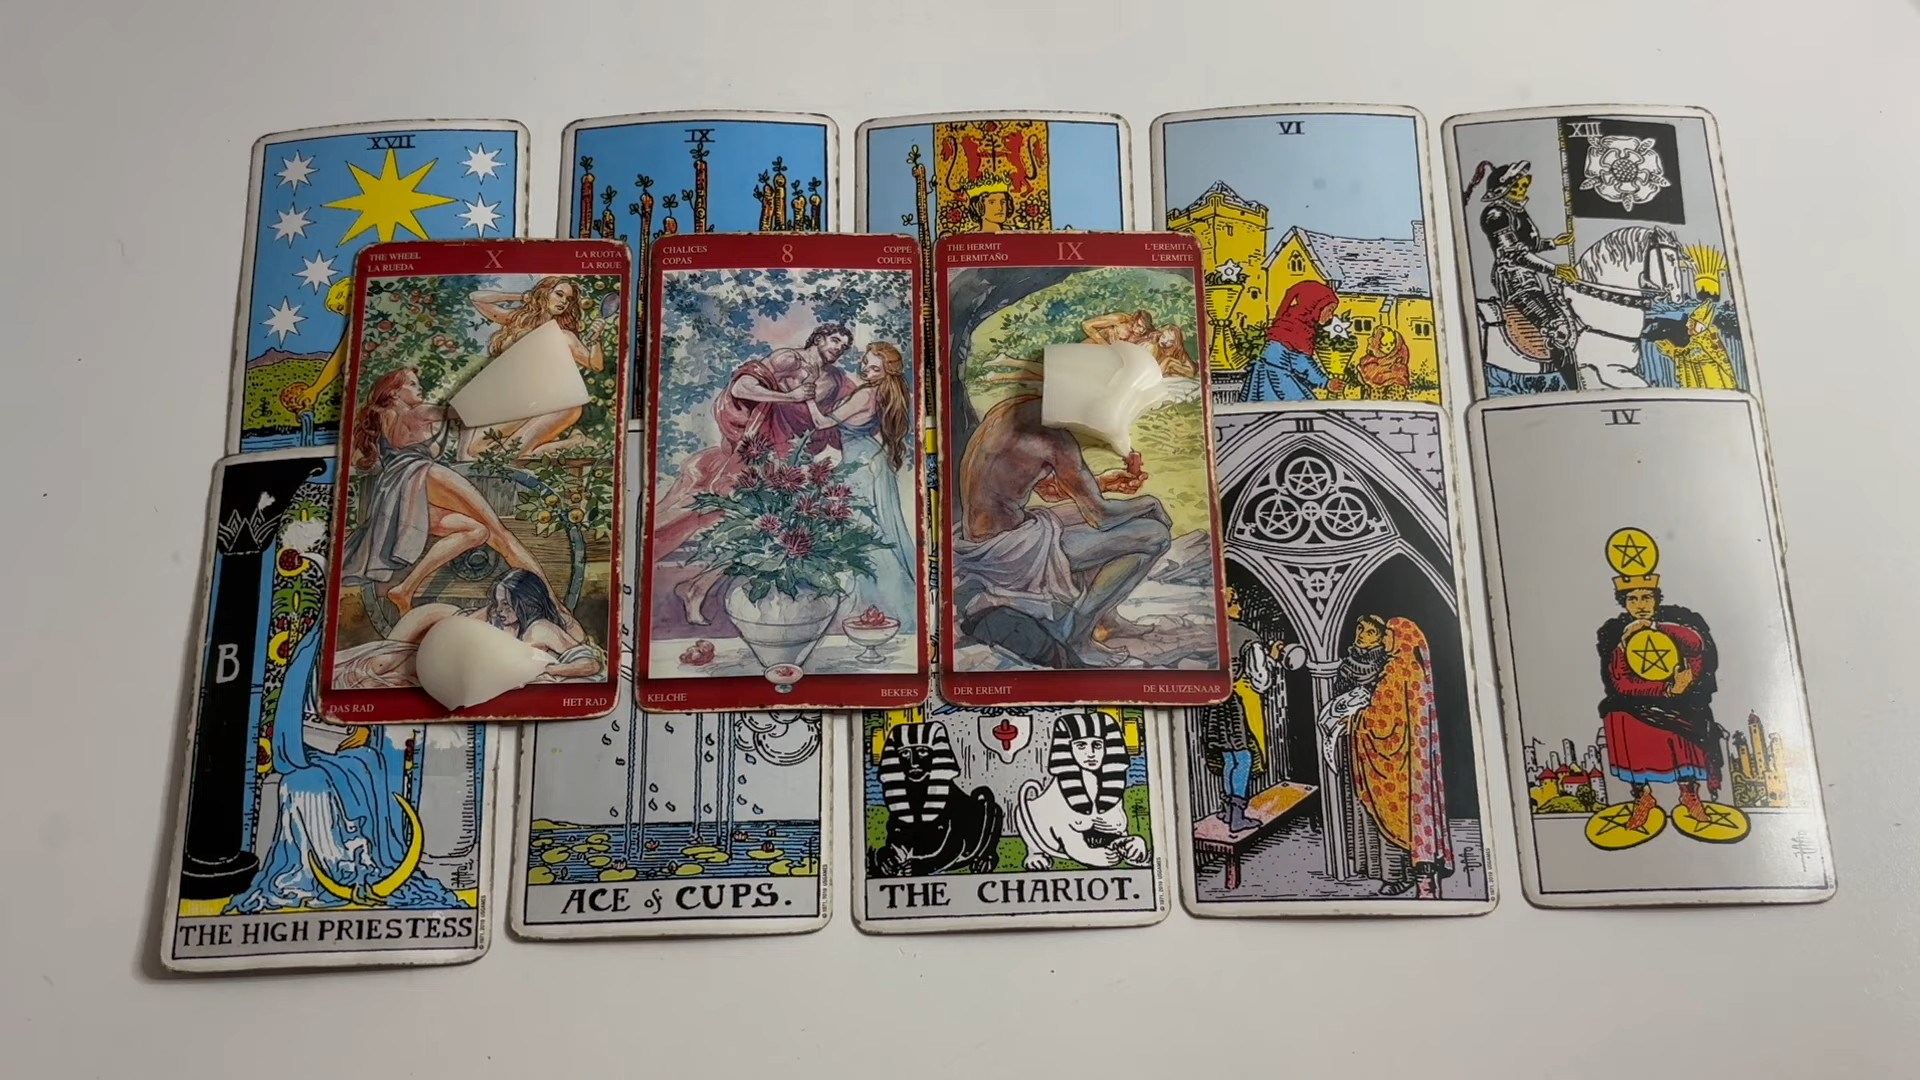 XVII
IX
VI
XIII
THE WHEEL
LA RUEDA
X
LA RUOTA
LA ROUE
CHALICES
COPAS
8
COPPE
COUPES
THE HERMIT
EL ERMITAÑO
IX
L'EREMITA
L'ERMITE
III
IV
B
DAS RAD
HET RAD
KELCHE
BEKERS
DER EREMIT
DE KLUIZENAAR
THE HIGH PRIESTESS
ACE of CUPS.
THE CHARIOT.